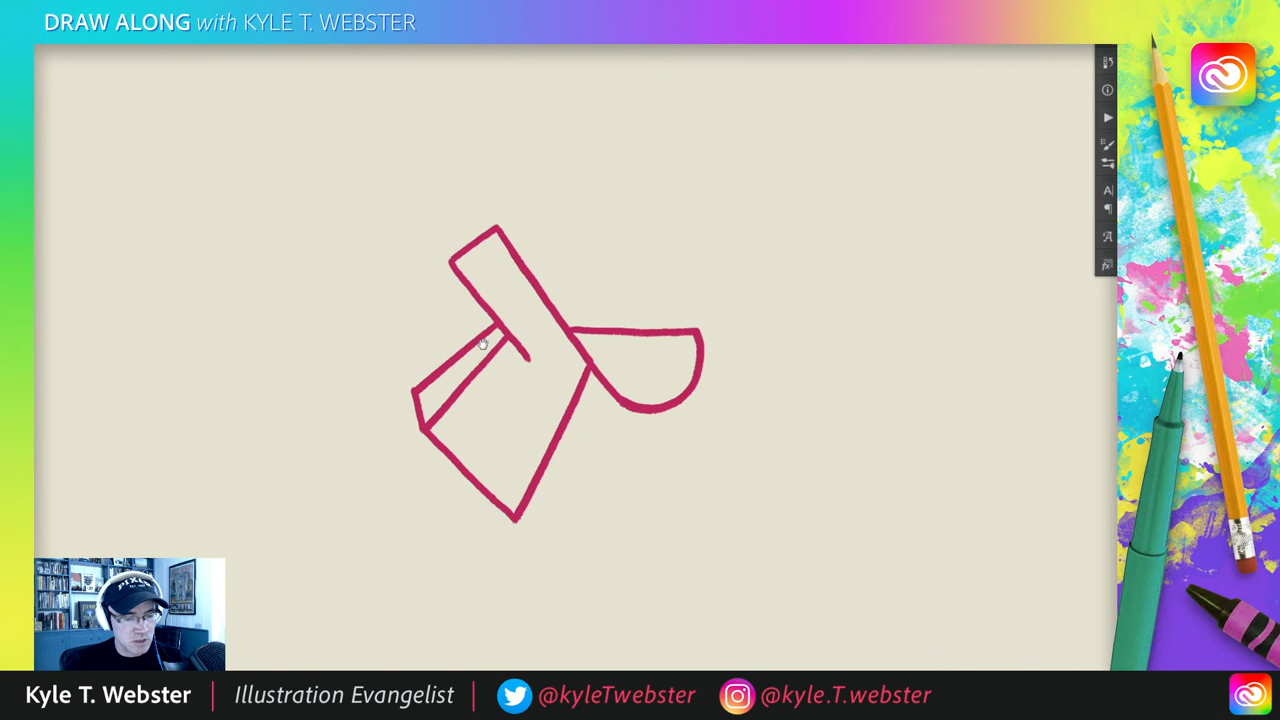 DRAW ALONG with KYLE T. WEBSTER
Kyle T. Webster | Illustration Evangelist | @kyleTwebster @kyle.T.webster